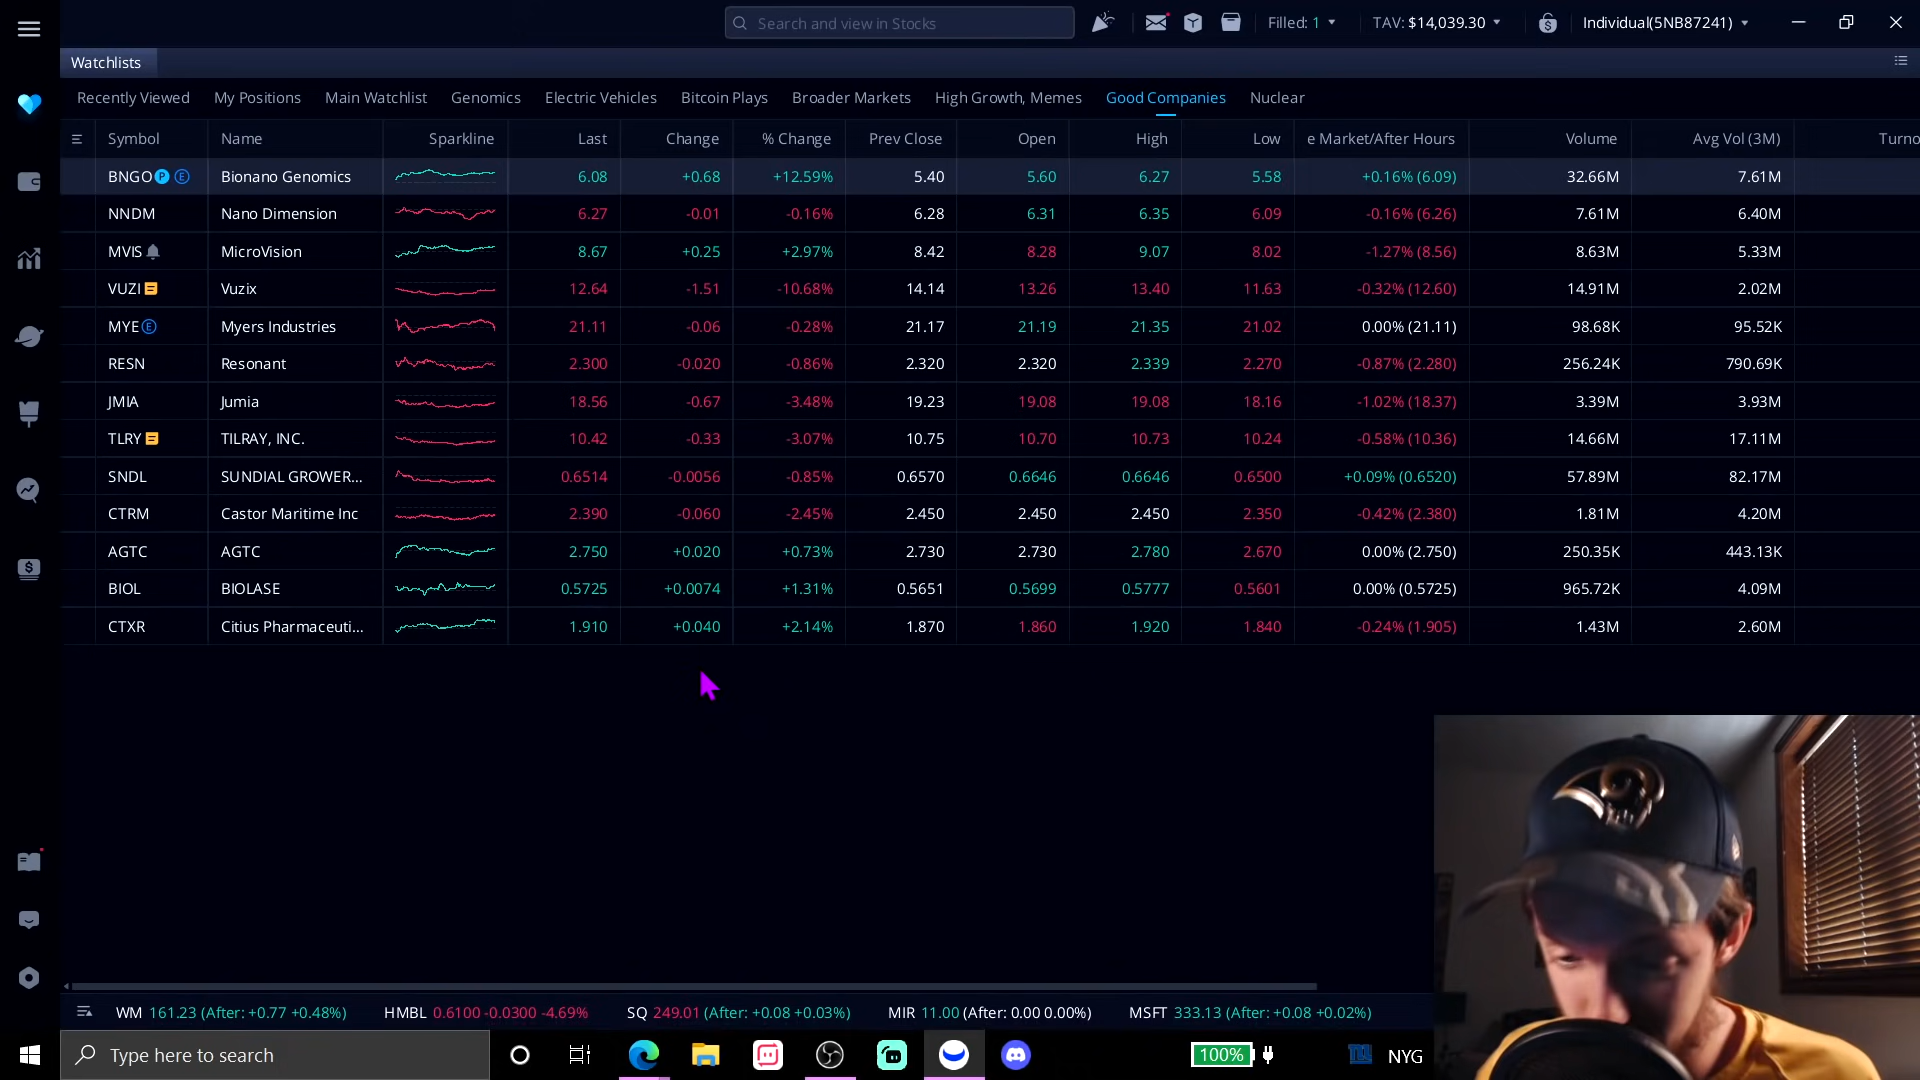 Search and view in Stocks
Filled: 1
TAV: $14,039.30
Individual(5NB87241)
Watchlists
Recently Viewed My Positions Main Watchlist Genomics Electric Vehicles Bitcoin Plays Broader Markets High Growth, Memes Good Companies Nuclear
Symbol Name Sparkline Last Change % Change Prev Close Open High Low e Market/After Hours Volume Avg Vol (3M) Turno
BNGO P E Bionano Genomics 6.08 +0.68 +12.59% 5.40 5.60 6.27 5.58 +0.16% (6.09) 32.66M 7.61M
NNDM Nano Dimension 6.27 -0.01 -0.16% 6.28 6.31 6.35 6.09 -0.16% (6.26) 7.61M 6.40M
MVIS MicroVision 8.67 +0.25 +2.97% 8.42 8.28 9.07 8.02 -1.27% (8.56) 8.63M 5.33M
VUZI Vuzix 12.64 -1.51 -10.68% 14.14 13.26 13.40 11.63 -0.32% (12.60) 14.91M 2.02M
MYE E Myers Industries 21.11 -0.06 -0.28% 21.17 21.19 21.35 21.02 0.00% (21.11) 98.68K 95.52K
RESN Resonant 2.300 -0.020 -0.86% 2.320 2.320 2.339 2.270 -0.87% (2.280) 256.24K 790.69K
JMIA Jumia 18.56 -0.67 -3.48% 19.23 19.08 19.08 18.16 -1.02% (18.37) 3.39M 3.93M
TLRY TILRAY, INC. 10.42 -0.33 -3.07% 10.75 10.70 10.73 10.24 -0.58% (10.36) 14.66M 17.11M
SNDL SUNDIAL GROWER... 0.6514 -0.0056 -0.85% 0.6570 0.6646 0.6646 0.6500 +0.09% (0.6520) 57.89M 82.17M
CTRM Castor Maritime Inc 2.390 -0.060 -2.45% 2.450 2.450 2.450 2.350 -0.42% (2.380) 1.81M 4.20M
AGTC AGTC 2.750 +0.020 +0.73% 2.730 2.730 2.780 2.670 0.00% (2.750) 250.35K 443.13K
BIOL BIOLASE 0.5725 +0.0074 +1.31% 0.5651 0.5699 0.5777 0.5601 0.00% (0.5725) 965.72K 4.09M
CTXR Citius Pharmaceuti... 1.910 +0.040 +2.14% 1.870 1.860 1.920 1.840 -0.24% (1.905) 1.43M 2.60M
WM 161.23 (After: +0.77 +0.48%) HMBL 0.6100 -0.0300 -4.69% SQ 249.01 (After: +0.08 +0.03%) MIR 11.00 (After: 0.00 0.00%) MSFT 333.13 (After: +0.08 +0.02%)
Type here to search
100%
NYG